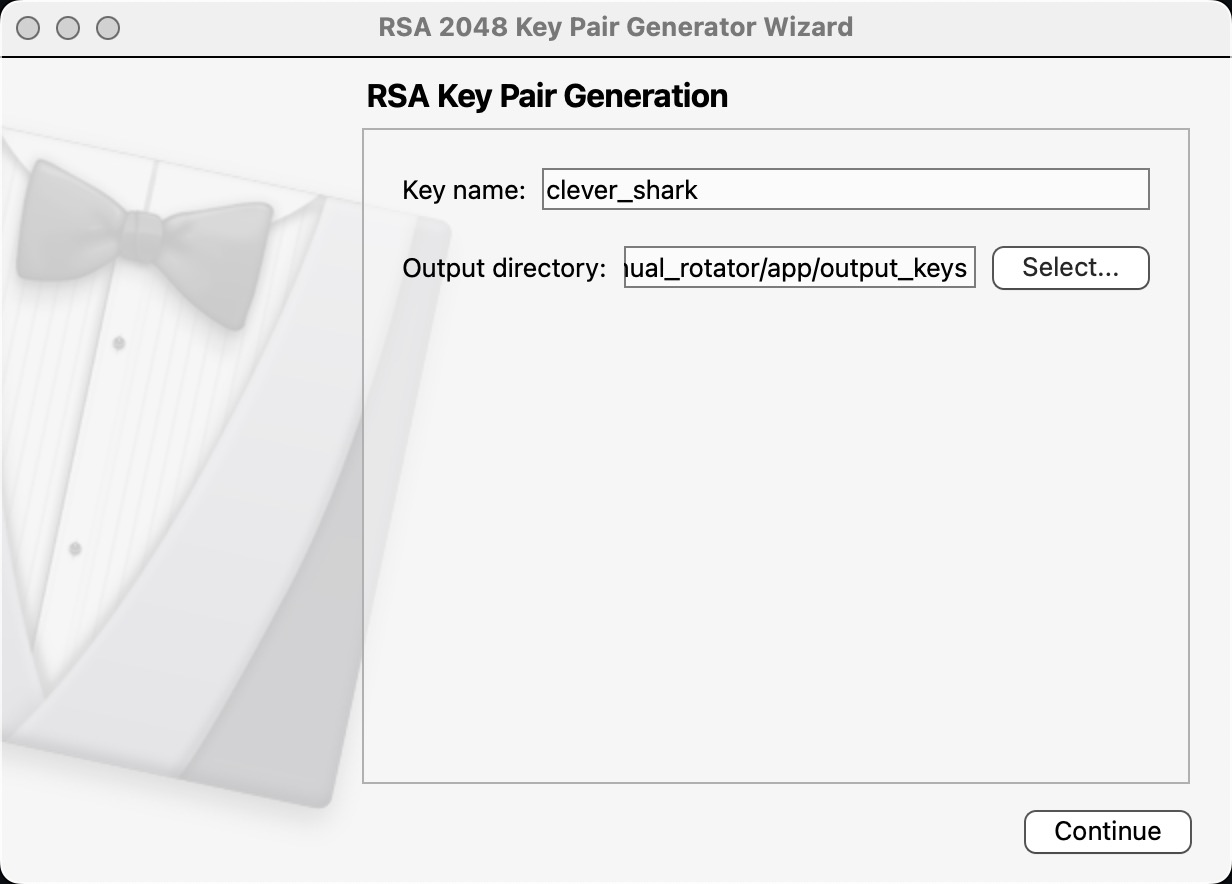 RSA 2048 Key Pair Generator Wizard
RSA Key Pair Generation
Key name: clever_shark
Output directory: ual_rotator/app/output_keys Select...
Continue